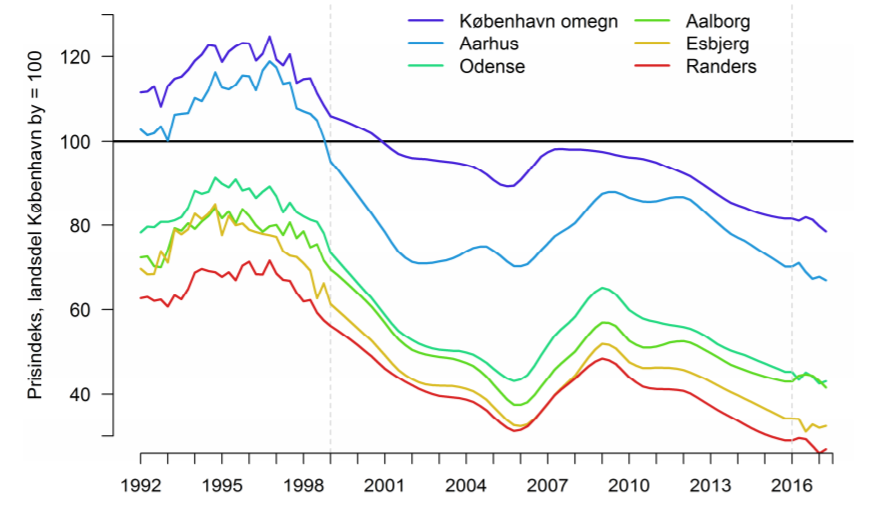 Prisindeks, landsdel København by = 100
120
100
80
60
40
København omegn
Aarhus
Odense
Aalborg
Esbjerg
Randers
1992 1995 1998 2001 2004 2007 2010 2013 2016